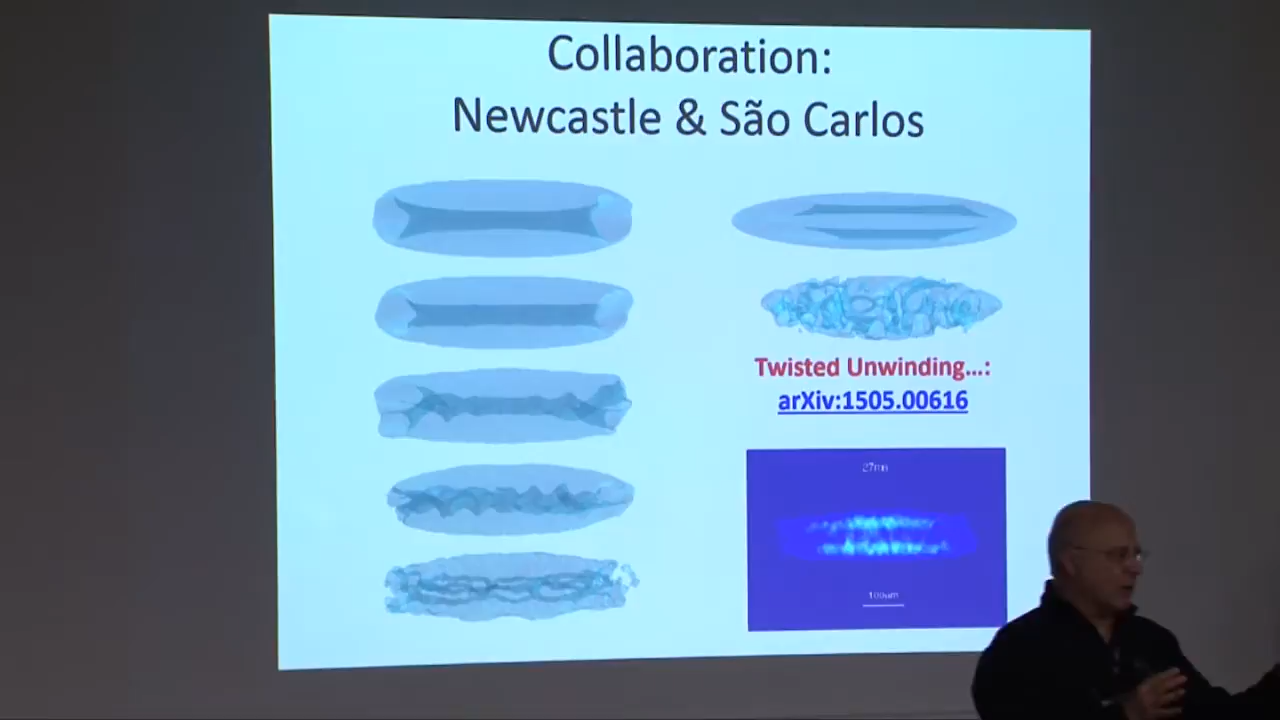 Collaboration:
Newcastle & São Carlos
Twisted Unwinding...:
arXiv:1505.00616
100um